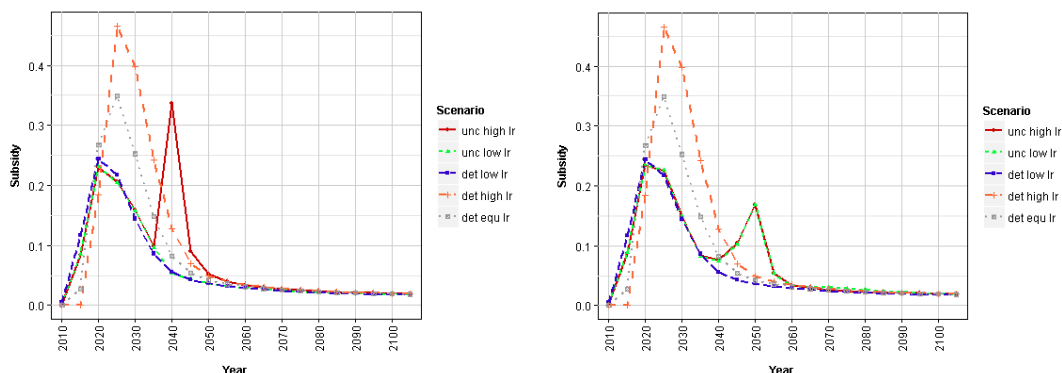 0.4
0.3
0.2
0.1
0.0
Subsidy
2010
2020
2030
2040
2050
2060
2070
2080
2090
2100
Year
Scenario
unc high lr
unc low lr
det low lr
det high lr
det equ lr
0.4
0.3
0.2
0.1
0.0
Subsidy
2010
2020
2030
2040
2050
2060
2070
2080
2090
2100
Year
Scenario
unc high lr
unc low lr
det low lr
det high lr
det equ lr